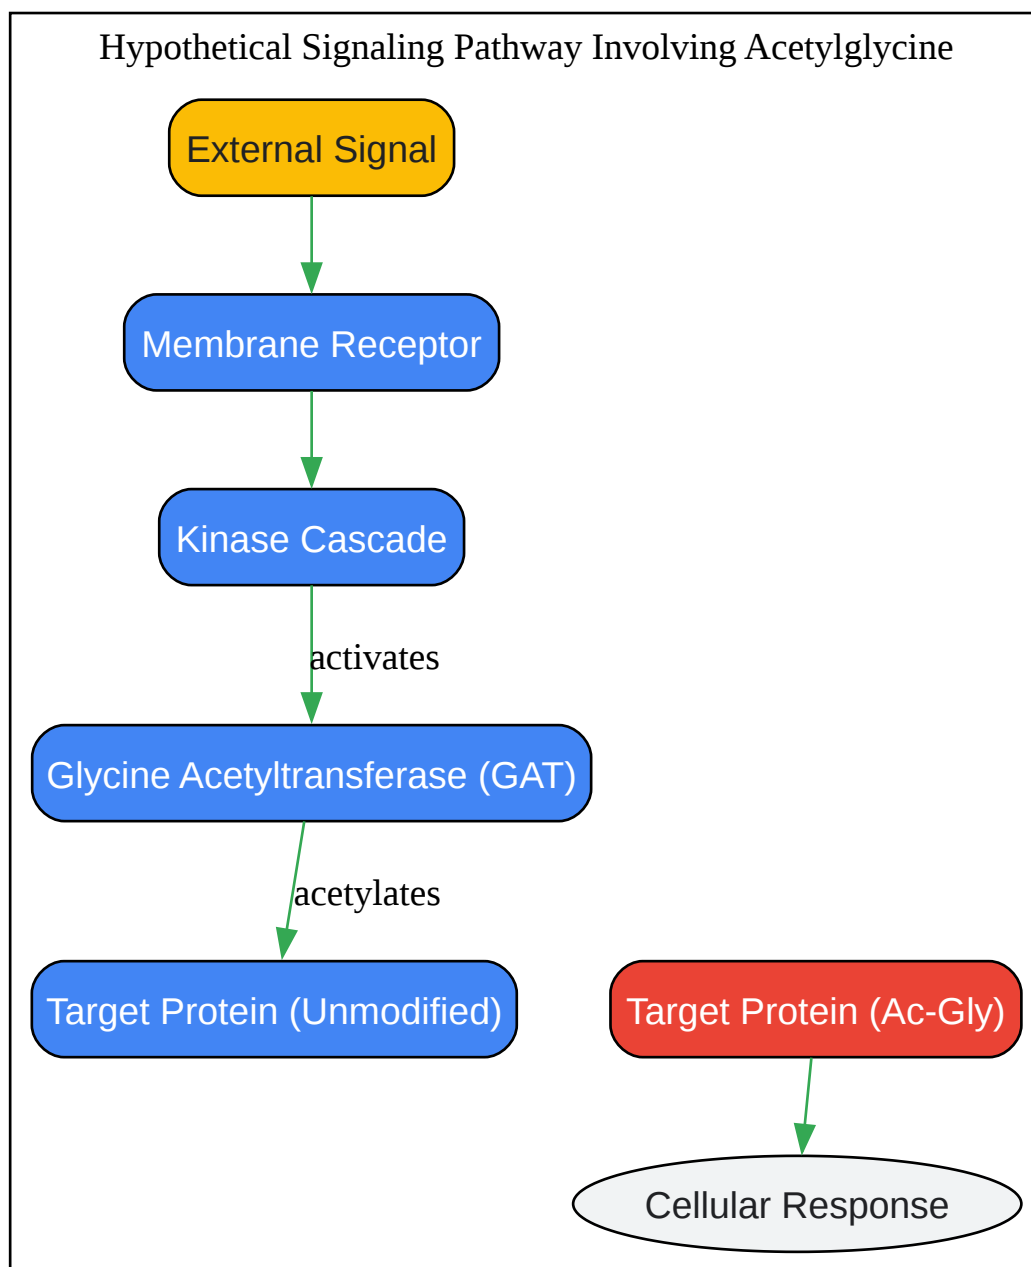 Hypothetical Signaling Pathway Involving Acetylglycine
External Signal
Membrane Receptor
Kinase Cascade
activates
Glycine Acetyltransferase (GAT)
acetylates
Target Protein (Unmodified)
Target Protein (Ac-Gly)
Cellular Response